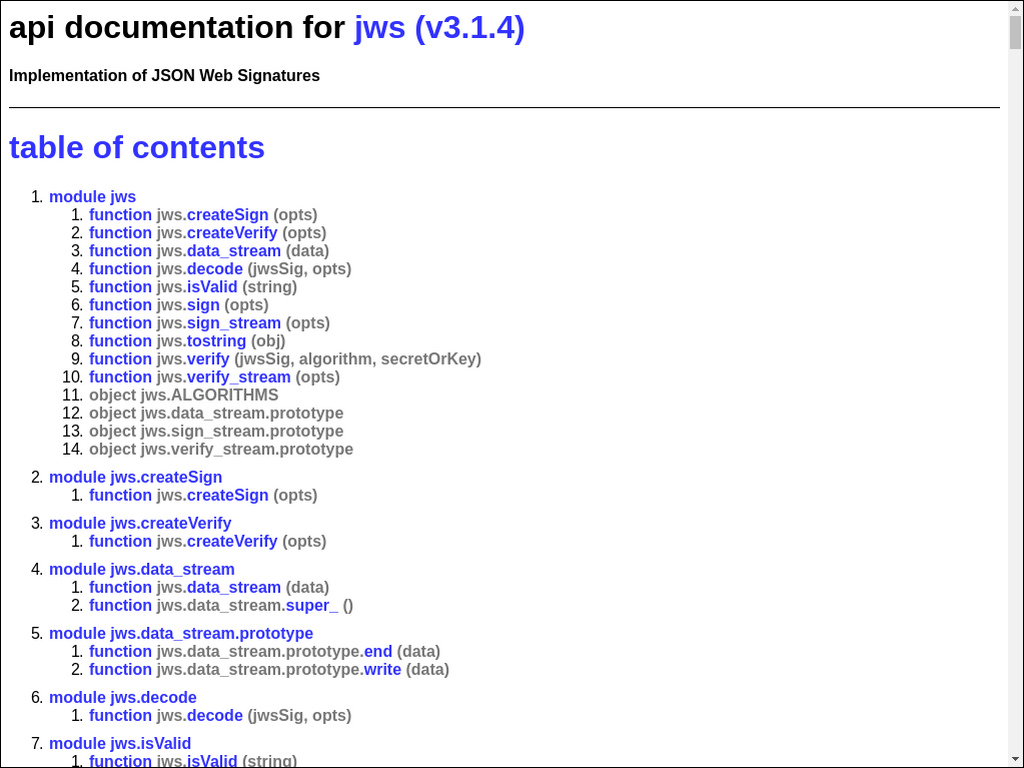 api documentation for jws (v3.1.4)
Implementation of JSON Web Signatures
table of contents
1. module jws
1. function jws.createSign (opts)
2. function jws.createVerify (opts)
3. function jws.data_stream (data)
4. function jws.decode (jwsSig, opts)
5. function jws.isValid (string)
6. function jws.sign (opts)
7. function jws.sign_stream (opts)
8. function jws.tostring (obj)
9. function jws.verify (jwsSig, algorithm, secretOrKey)
10. function jws.verify_stream (opts)
11. object jws.ALGORITHMS
12. object jws.data_stream.prototype
13. object jws.sign_stream.prototype
14. object jws.verify_stream.prototype
2. module jws.createSign
1. function jws.createSign (opts)
3. module jws.createVerify
1. function jws.createVerify (opts)
4. module jws.data_stream
1. function jws.data_stream (data)
2. function jws.data_stream.super_ ()
5. module jws.data_stream.prototype
1. function jws.data_stream.prototype.end (data)
2. function jws.data_stream.prototype.write (data)
6. module jws.decode
1. function jws.decode (jwsSig, opts)
7. module jws.isValid
1. function jws.isValid (string)